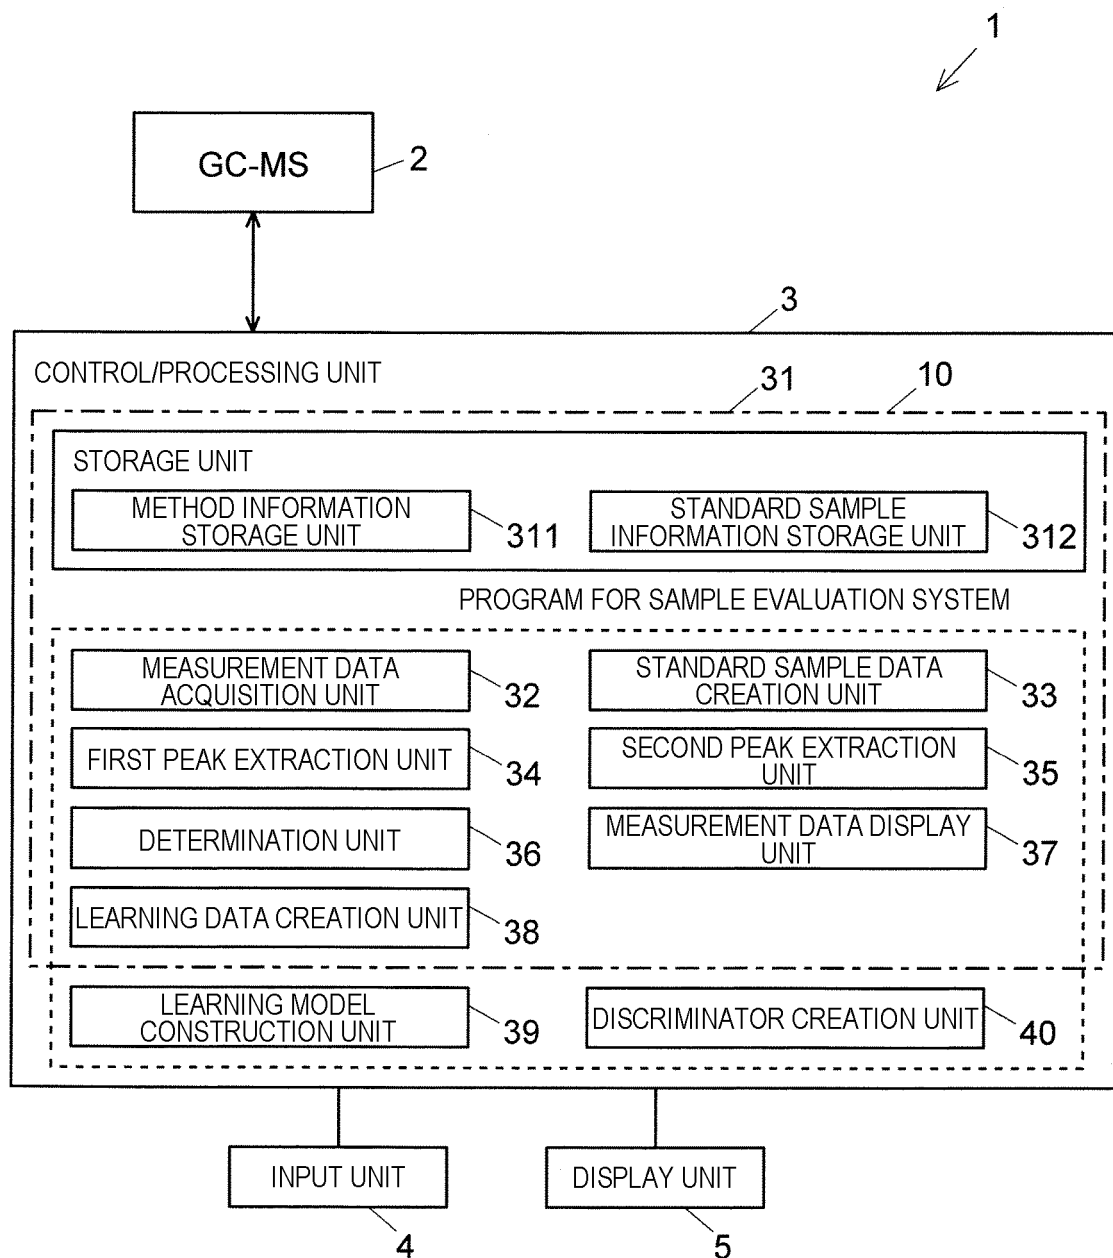 1
GC-MS
2
3
CONTROL/PROCESSING UNIT
31
10
STORAGE UNIT
METHOD INFORMATION
STORAGE UNIT
311
STANDARD SAMPLE
INFORMATION STORAGE UNIT
312
PROGRAM FOR SAMPLE EVALUATION SYSTEM
MEASUREMENT DATA
ACQUISITION UNIT
32
STANDARD SAMPLE DATA
CREATION UNIT
33
FIRST PEAK EXTRACTION UNIT
34
SECOND PEAK EXTRACTION
UNIT
35
DETERMINATION UNIT
36
MEASUREMENT DATA DISPLAY
UNIT
37
LEARNING DATA CREATION UNIT
38
LEARNING MODEL
CONSTRUCTION UNIT
39
DISCRIMINATOR CREATION UNIT
40
INPUT UNIT
4
DISPLAY UNIT
5